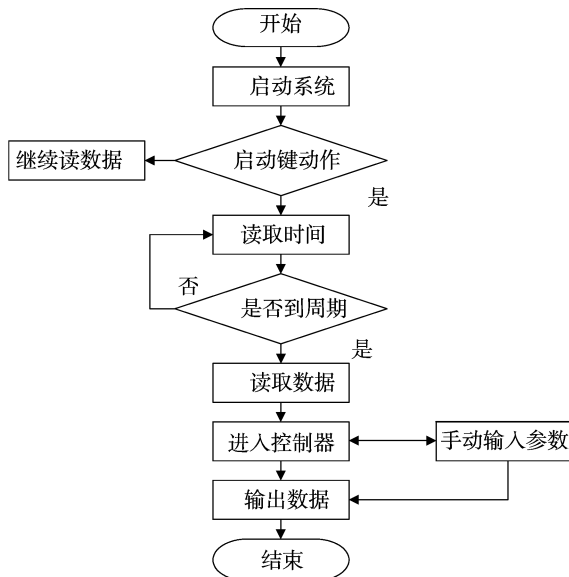 开始
启动系统
启动键动作
继续读数据
是
读取时间
否
是否到周期
是
读取数据
进入控制器
手动输入参数
输出数据
结束